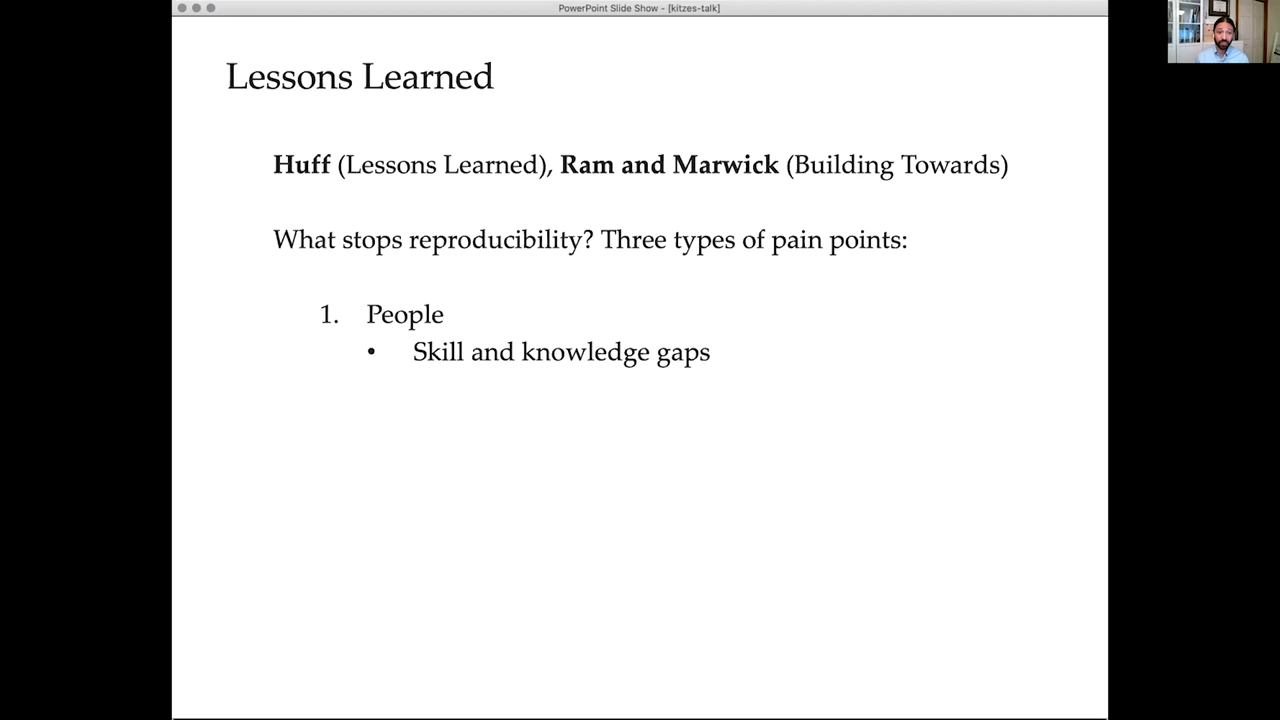 PowerPoint Slide Show - [kitzes-talk]
Lessons Learned
Huff (Lessons Learned), Ram and Marwick (Building Towards)
What stops reproducibility? Three types of pain points:
1. People
• Skill and knowledge gaps